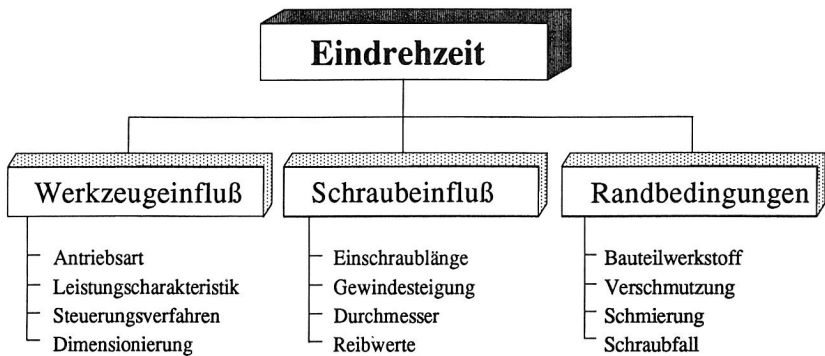 Eindrehzeit
Werkzeugeinfluß
Antriebsart
Leistungscharakteristik
Steuerungsverfahren
Dimensionierung
Schraubeinfluß
Einschraublänge
Gewindesteigung
Durchmesser
Reibwerte
Randbedingungen
Bauteilwerkstoff
Verschmutzung
Schmierung
Schraubfall